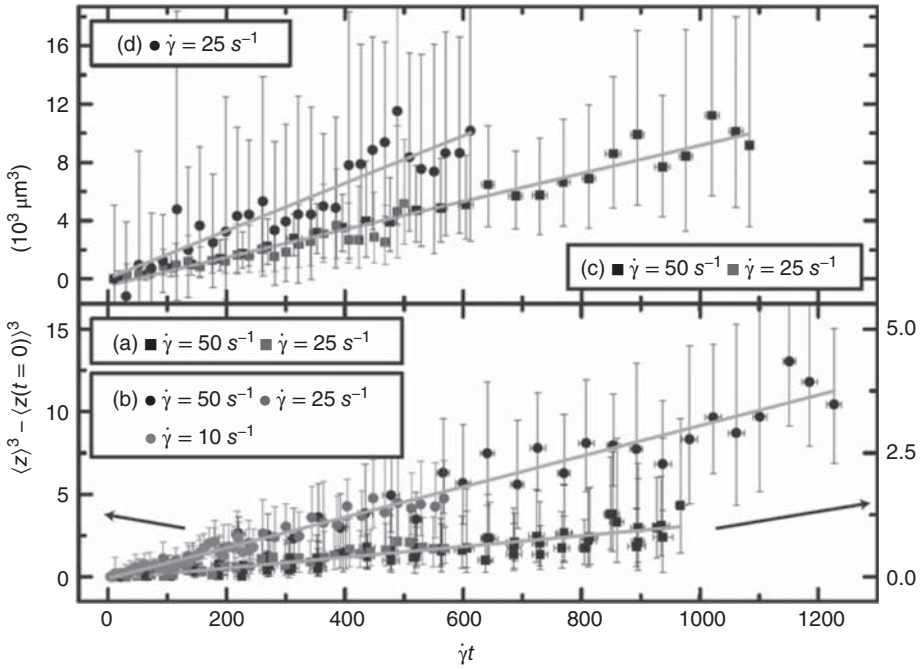 (d) ● γ̇ = 25 s⁻¹
16
12
8
4
0
(10³ μm³)
(c) ■ γ̇ = 50 s⁻¹ ■ γ̇ = 25 s⁻¹
(a) ■ γ̇ = 50 s⁻¹ ■ γ̇ = 25 s⁻¹
(b) ● γ̇ = 50 s⁻¹ ● γ̇ = 25 s⁻¹
● γ̇ = 10 s⁻¹
15
10
5
0
⟨z⟩³ − ⟨z(t = 0)⟩³
5.0
2.5
0.0
0 200 400 600 800 1000 1200
γ̇t